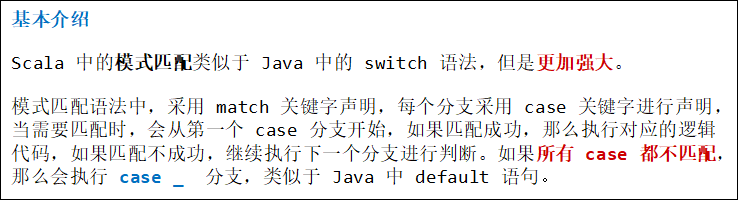 基本介绍
Scala 中的模式匹配类似于 Java 中的 switch 语法，但是更加强大。
模式匹配语法中，采用 match 关键字声明，每个分支采用 case 关键字进行声明，
当需要匹配时，会从第一个 case 分支开始，如果匹配成功，那么执行对应的逻辑
代码，如果匹配不成功，继续执行下一个分支进行判断。如果所有 case 都不匹配，
那么会执行 case _ 分支，类似于 Java 中 default 语句。